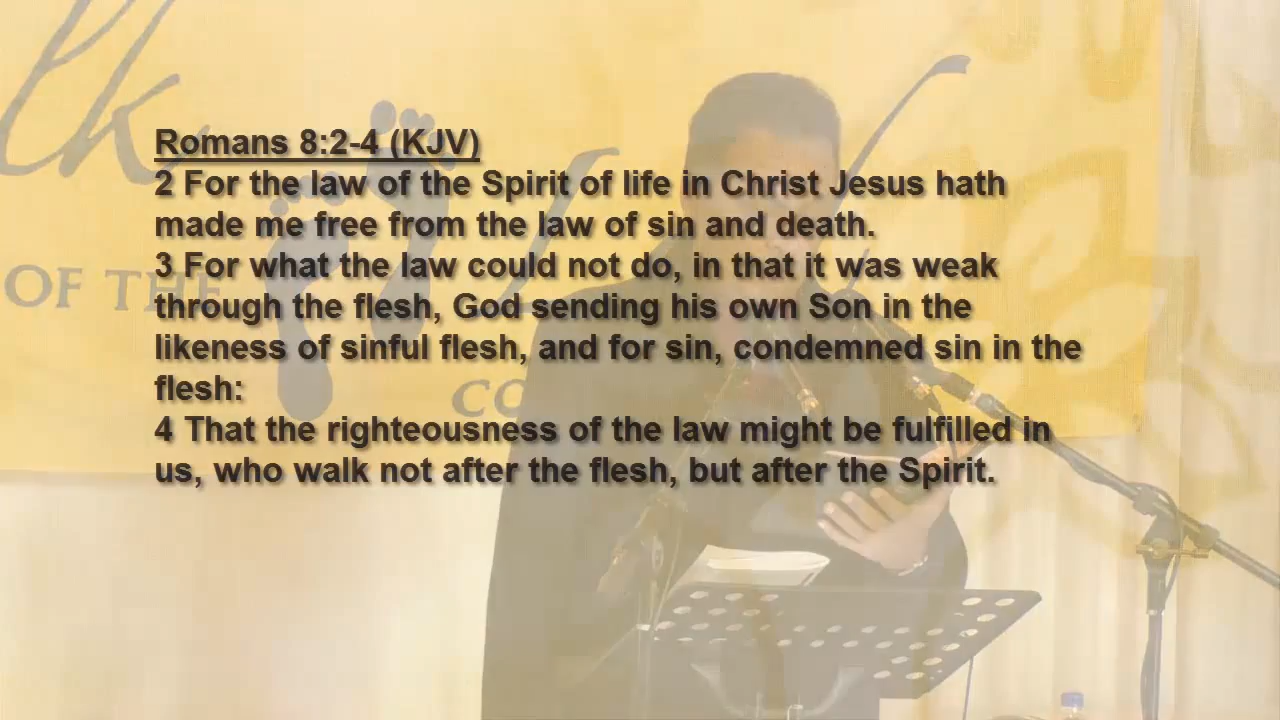 lk
OF THE
CO
Romans 8:2-4 (KJV)
2 For the law of the Spirit of life in Christ Jesus hath
made me free from the law of sin and death.
3 For what the law could not do, in that it was weak
through the flesh, God sending his own Son in the
likeness of sinful flesh, and for sin, condemned sin in the
flesh:
4 That the righteousness of the law might be fulfilled in
us, who walk not after the flesh, but after the Spirit.